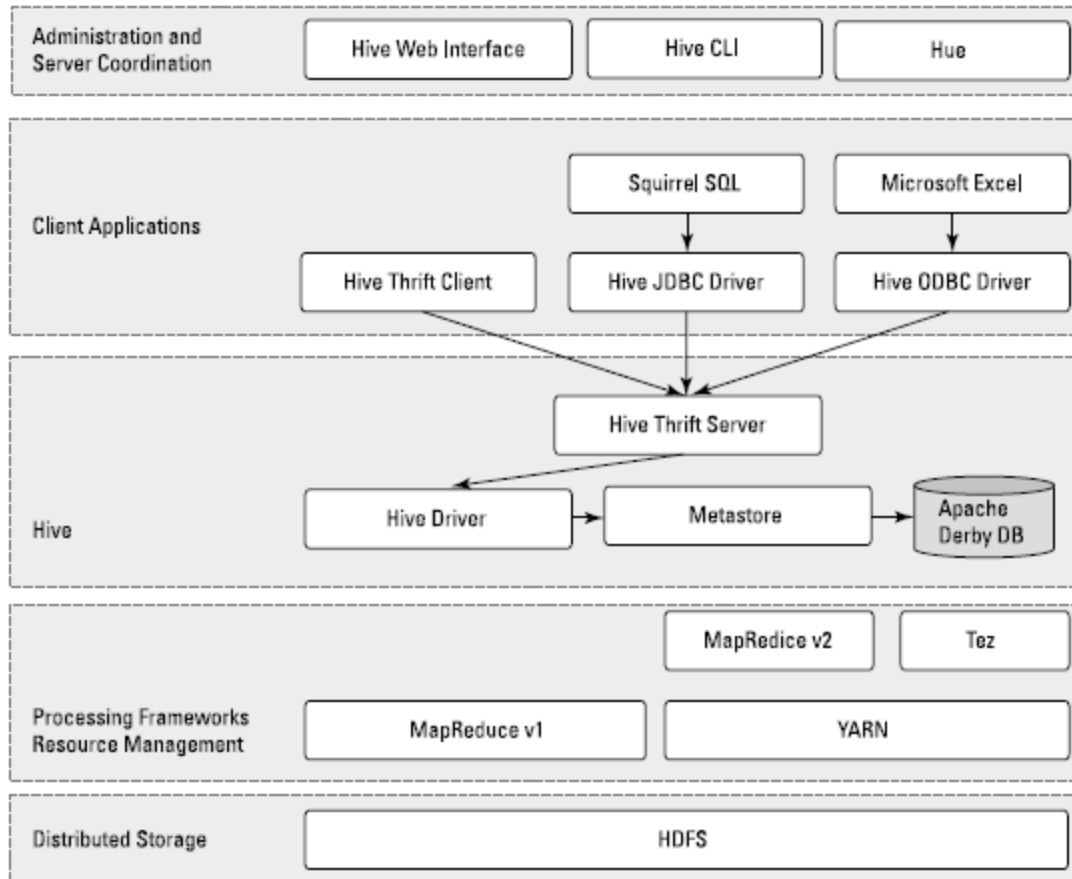 Administration and
Server Coordination
Hive Web Interface
Hive CLI
Hue
Client Applications
Squirrel SQL
Microsoft Excel
Hive Thrift Client
Hive JDBC Driver
Hive ODBC Driver
Hive
Hive Thrift Server
Hive Driver
Metastore
Apache
Derby DB
Processing Frameworks
Resource Management
MapRedice v2
Tez
MapReduce v1
YARN
Distributed Storage
HDFS